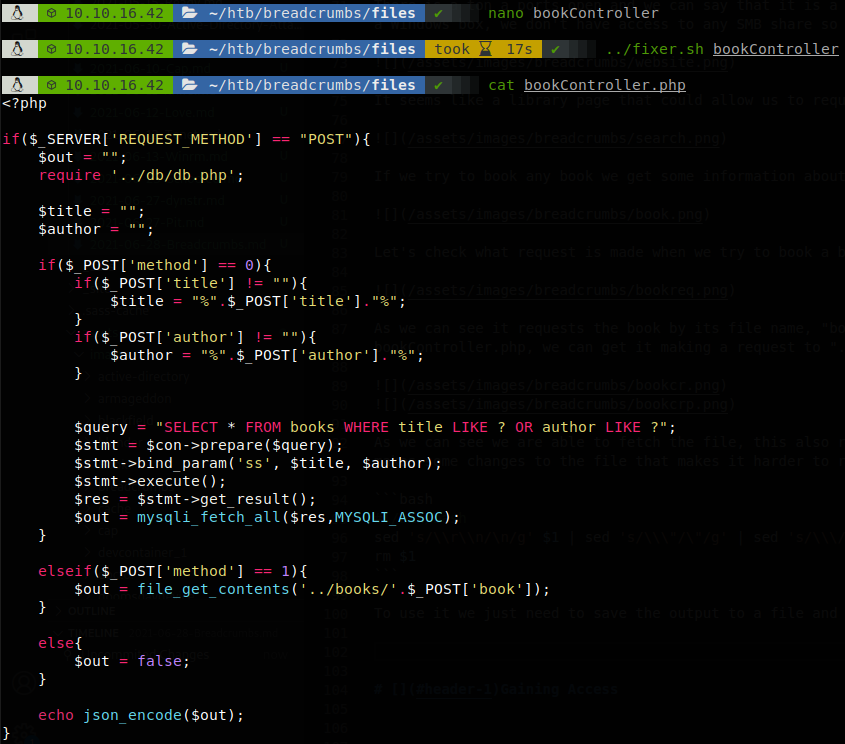 10.10.16.42 ~/htb/breadcrumbs/files ✔ nano bookController
10.10.16.42 ~/htb/breadcrumbs/files took 17s ✔ ../fixer.sh bookController
10.10.16.42 ~/htb/breadcrumbs/files ✔ cat bookController.php
<?php
if($_SERVER['REQUEST_METHOD'] == "POST"){
    $out = "";
    require '../db/db.php';
    $title = "";
    $author = "";
    if($_POST['method'] == 0){
        if($_POST['title'] != ""){
            $title = "%".$_POST['title']."%";
        }
        if($_POST['author'] != ""){
            $author = "%".$_POST['author']."%";
        }
        $query = "SELECT * FROM books WHERE title LIKE ? OR author LIKE ?";
        $stmt = $con->prepare($query);
        $stmt->bind_param('ss', $title, $author);
        $stmt->execute();
        $res = $stmt->get_result();
        $out = mysqli_fetch_all($res,MYSQLI_ASSOC);
    }
    elseif($_POST['method'] == 1){
        $out = file_get_contents('../books/'.$_POST['book']);
    }
    else{
        $out = false;
    }
    echo json_encode($out);
}